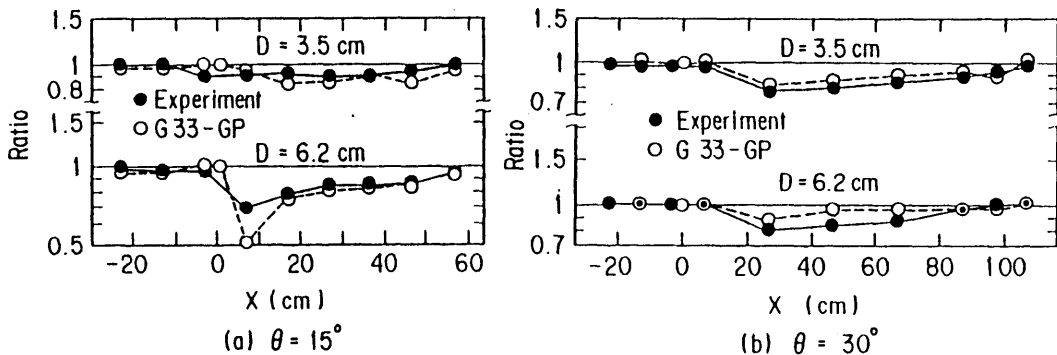 1.5
D = 3.5 cm
1
0.8
● Experiment
○ G 33-GP
1.5
D = 6.2 cm
1
0.5
Ratio
-20 0 20 40 60
X (cm)
(a) θ = 15°
1.5
D = 3.5 cm
1
0.7
● Experiment
○ G 33-GP
1.5
D = 6.2 cm
1
0.7
Ratio
-20 0 20 40 60 80 100
X (cm)
(b) θ = 30°